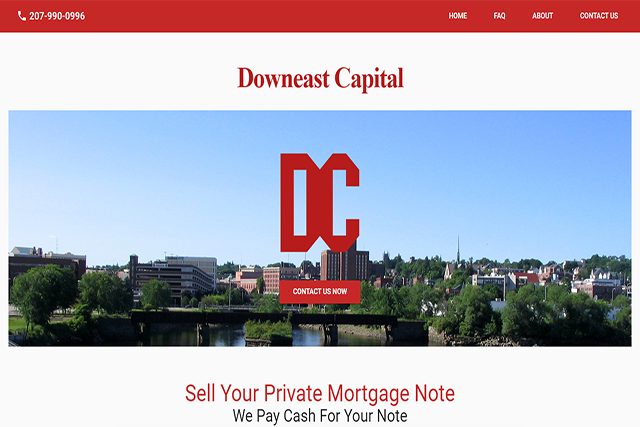 207-990-0996 HOME FAQ ABOUT CONTACT US
Downeast Capital
DC
CONTACT US NOW
Sell Your Private Mortgage Note
We Pay Cash For Your Note